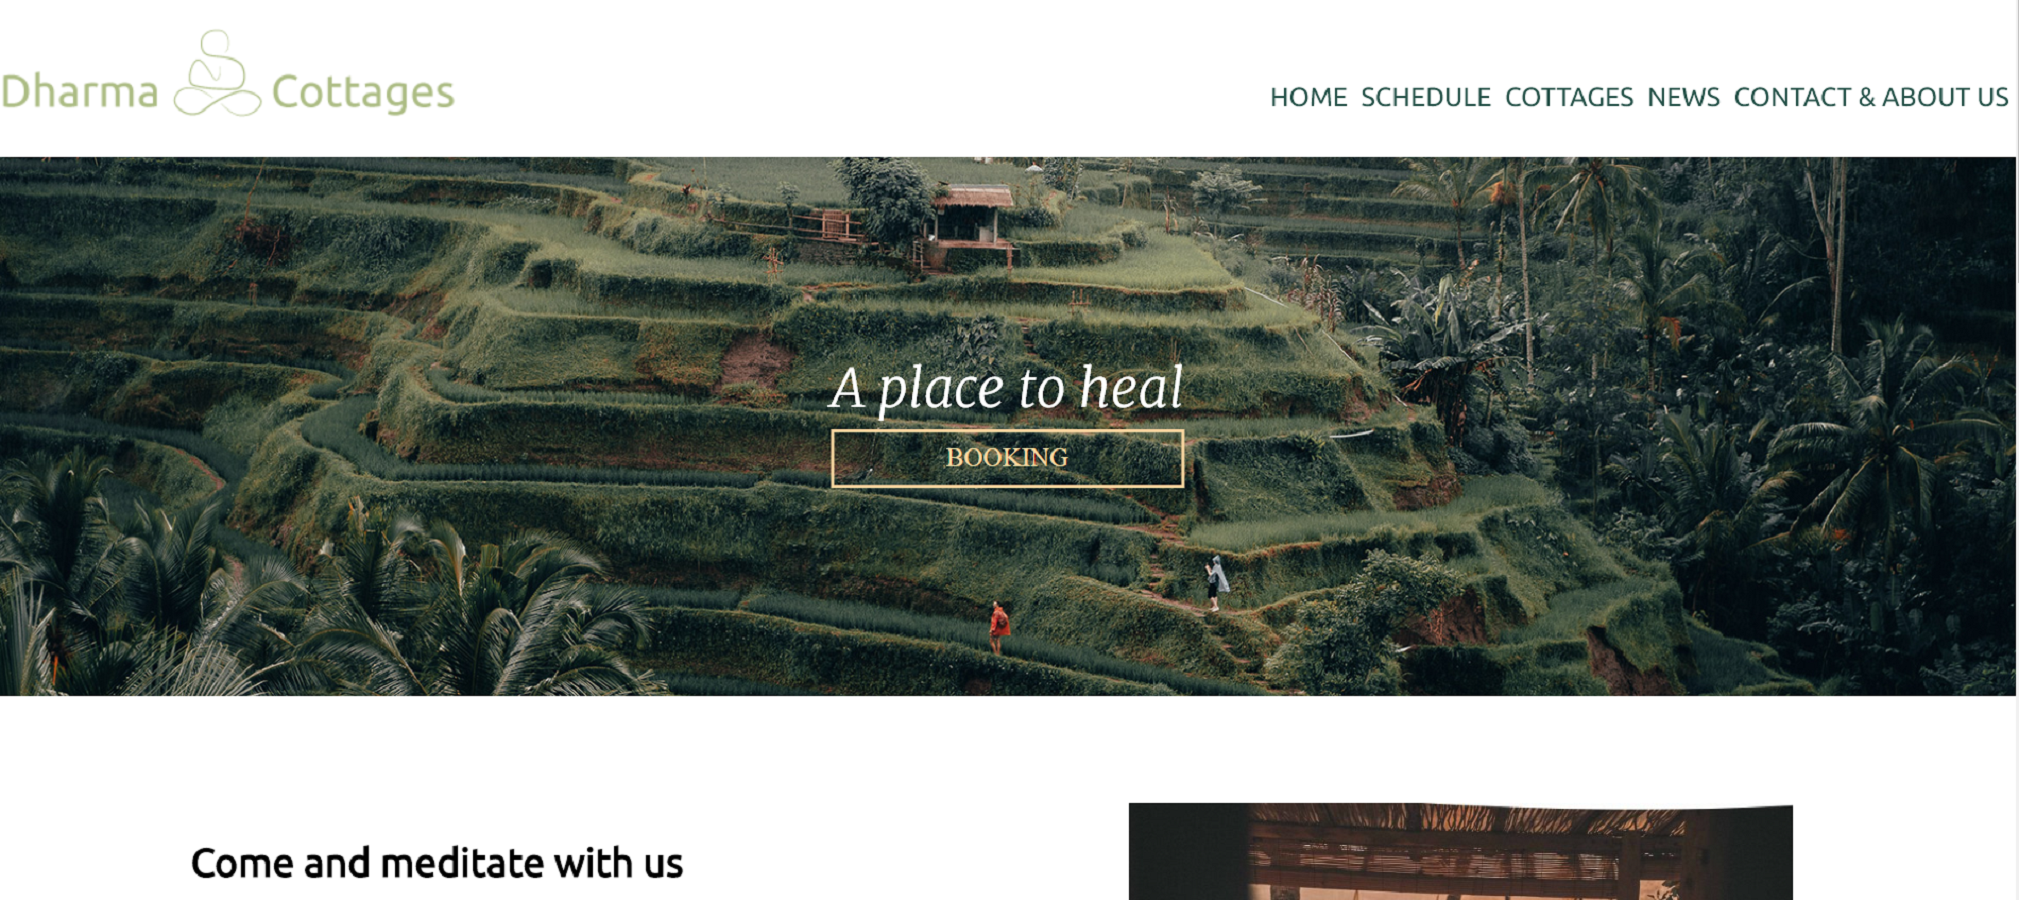 Dharma Cottages
HOME SCHEDULE COTTAGES NEWS CONTACT & ABOUT US
A place to heal
BOOKING
Come and meditate with us